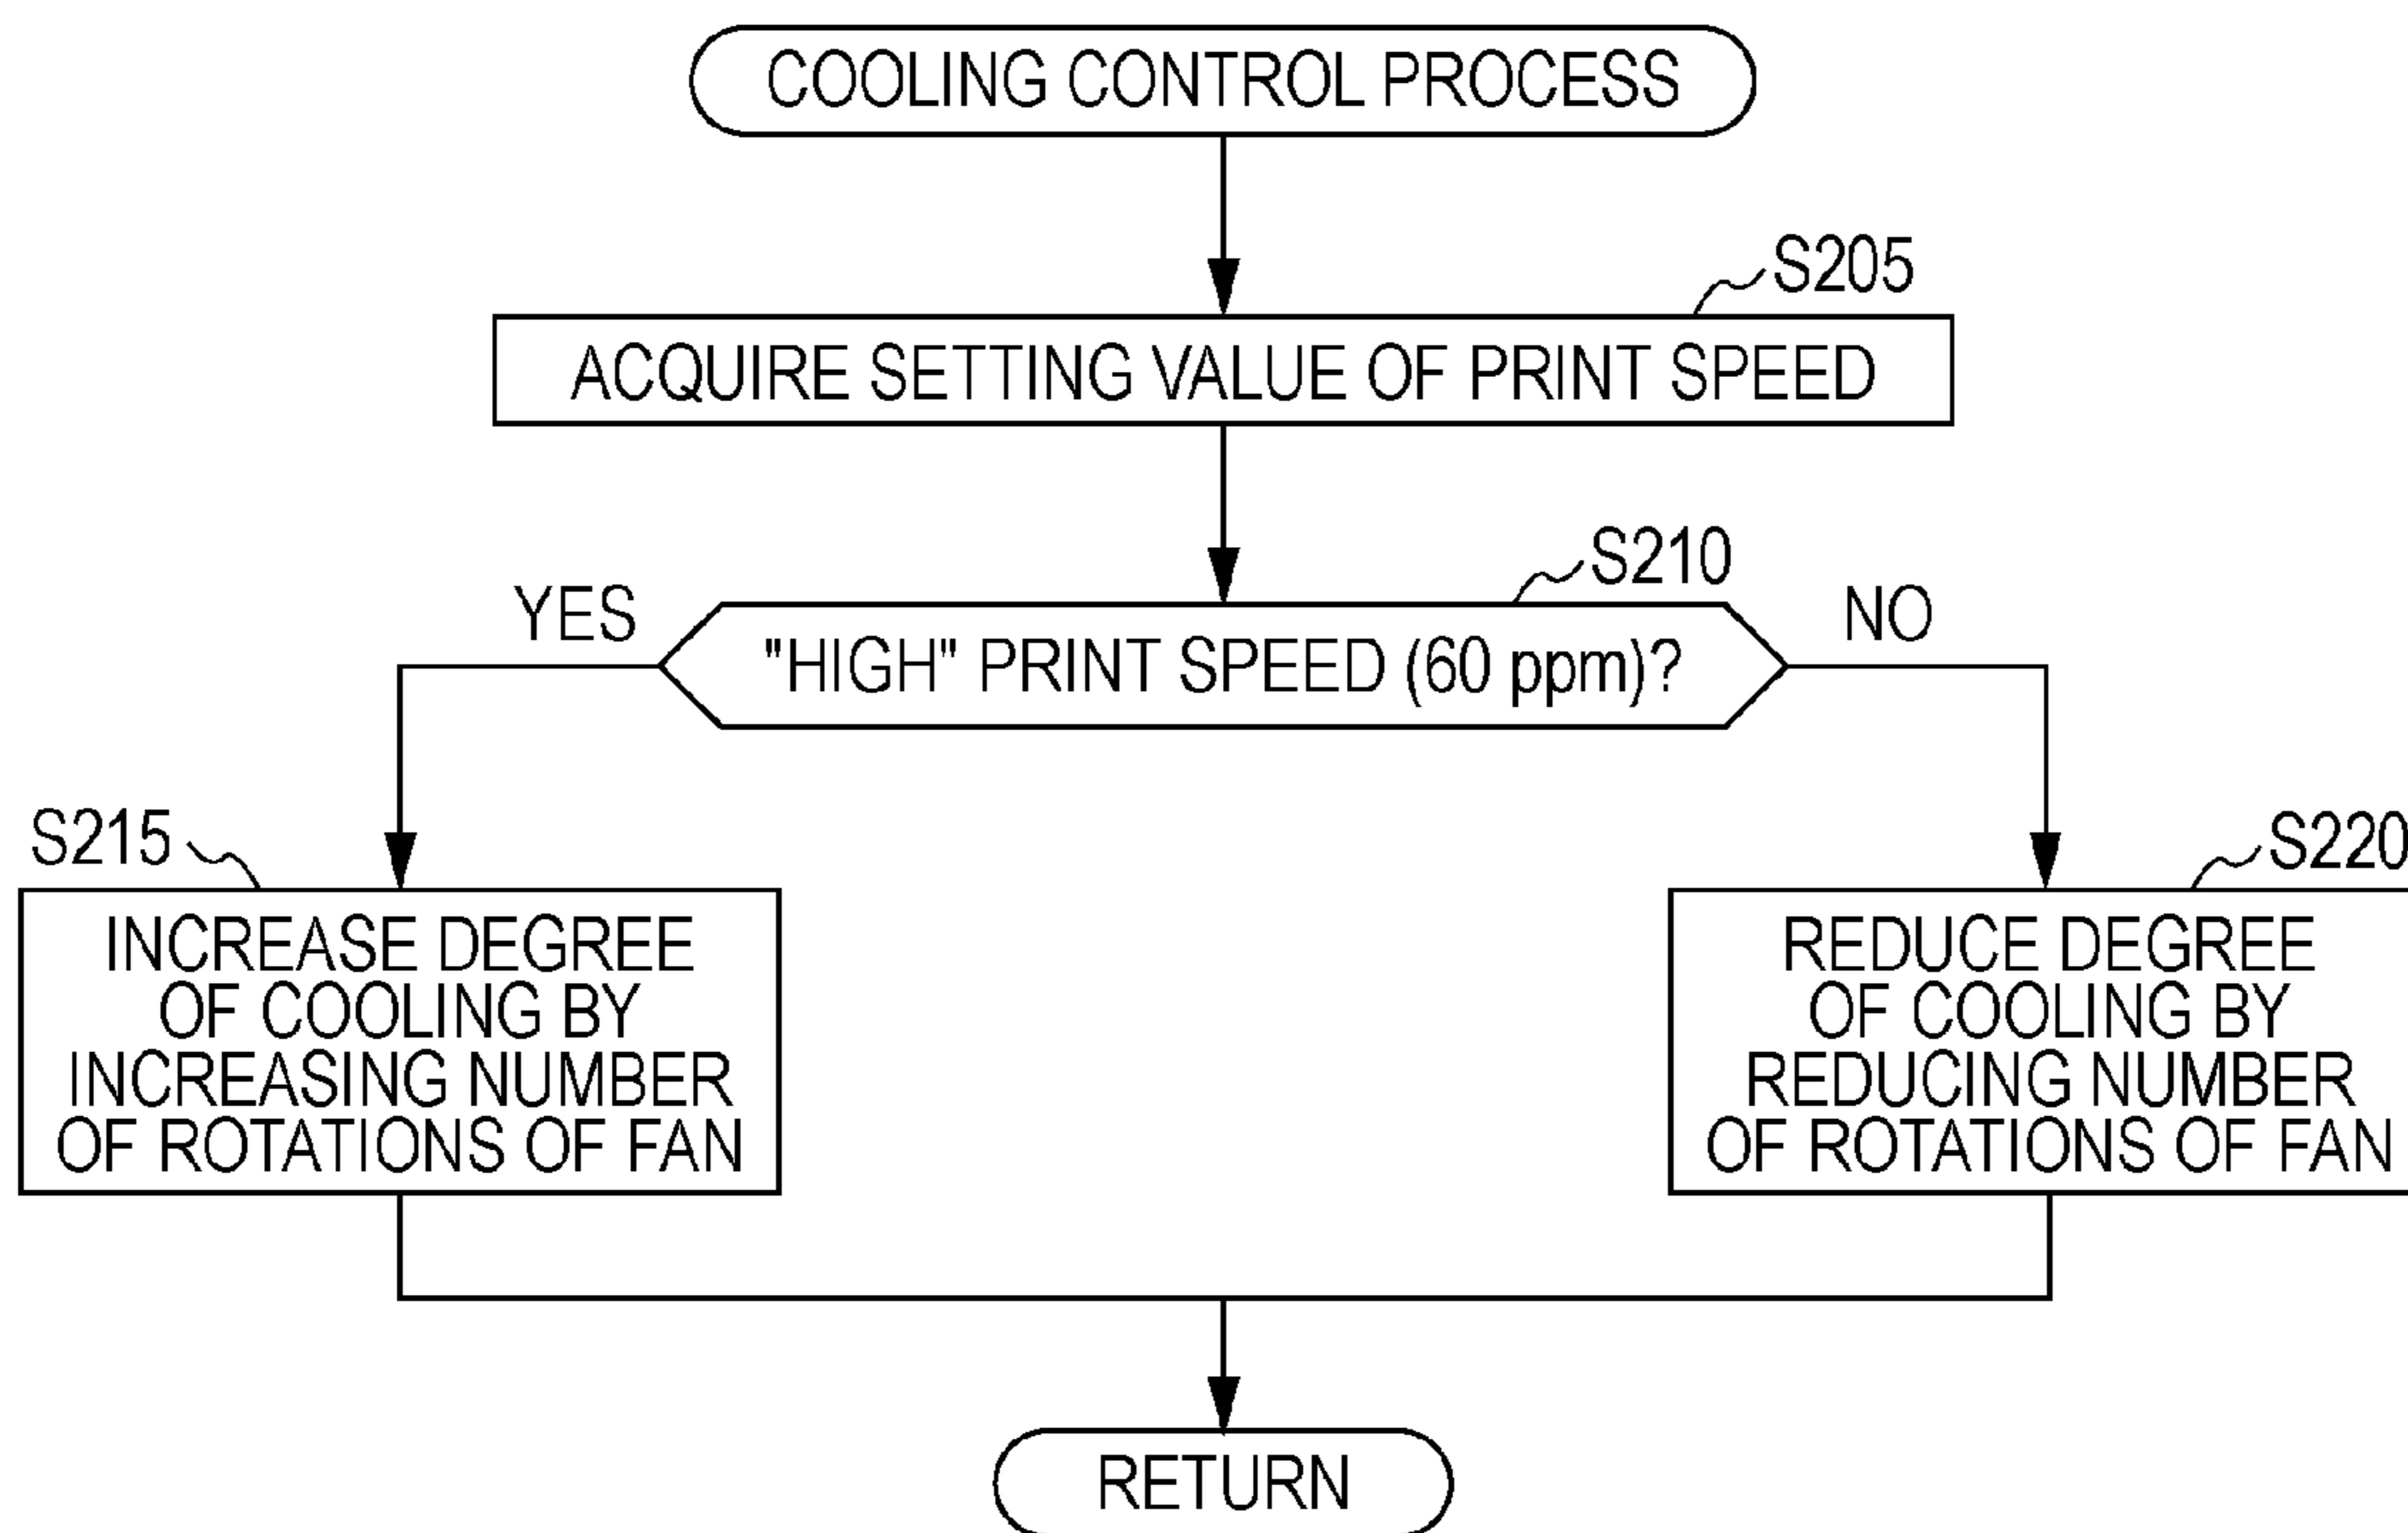 COOLING CONTROL PROCESS
S205
ACQUIRE SETTING VALUE OF PRINT SPEED
S210
YES
NO
"HIGH" PRINT SPEED (60 ppm)?
S215
INCREASE DEGREE
OF COOLING BY
INCREASING NUMBER
OF ROTATIONS OF FAN
S220
REDUCE DEGREE
OF COOLING BY
REDUCING NUMBER
OF ROTATIONS OF FAN
RETURN